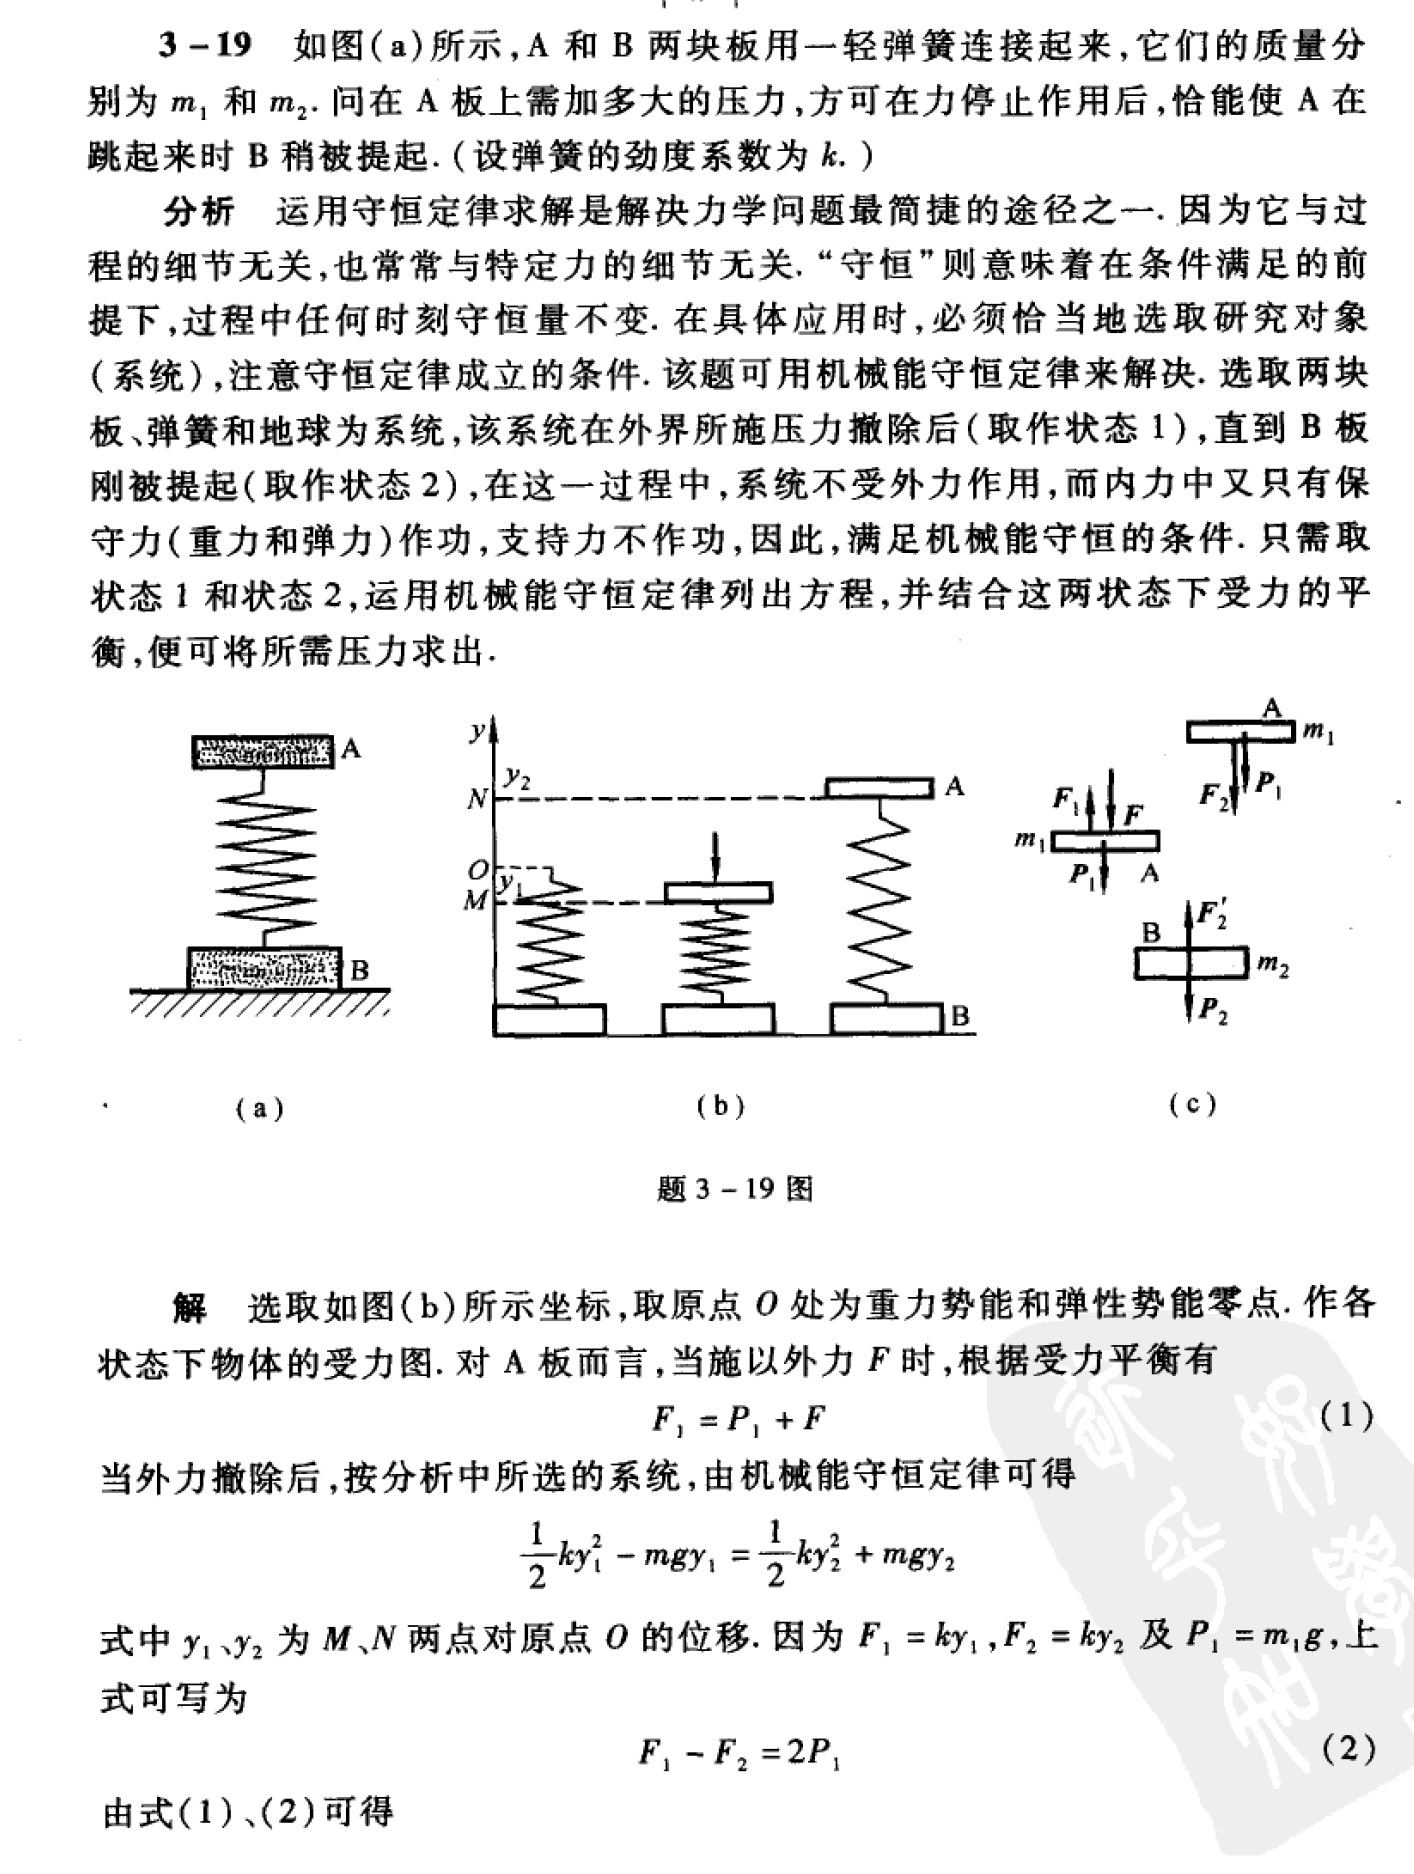 3-19 如图(a)所示,A 和 B 两块板用一轻弹簧连接起来,它们的质量分
别为 m₁ 和 m₂. 问在 A 板上需加多大的压力,方可在力停止作用后,恰能使 A 在
跳起来时 B 稍被提起.(设弹簧的劲度系数为 k.)
分析 运用守恒定律求解是解决力学问题最简捷的途径之一. 因为它与过
程的细节无关,也常常与特定力的细节无关. “守恒”则意味着在条件满足的前
提下,过程中任何时刻守恒量不变. 在具体应用时,必须恰当地选取研究对象
(系统),注意守恒定律成立的条件. 该题可用机械能守恒定律来解决. 选取两块
板、弹簧和地球为系统,该系统在外界所施压力撤除后(取作状态 1),直到 B 板
刚被提起(取作状态 2),在这一过程中,系统不受外力作用,而内力中又只有保
守力(重力和弹力)作功,支持力不作功,因此,满足机械能守恒的条件. 只需取
状态 1 和状态 2,运用机械能守恒定律列出方程,并结合这两状态下受力的平
衡,便可将所需压力求出.
A
B
(a)
y
y₂
N
O
y₁
M
A
B
(b)
A
m₁
F₂
P₁
F₁
F
m₁
P₁
A
F₂′
B
m₂
P₂
(c)
题 3-19 图
解 选取如图(b)所示坐标,取原点 O 处为重力势能和弹性势能零点. 作各
状态下物体的受力图. 对 A 板而言,当施以外力 F 时,根据受力平衡有
F₁ = P₁ + F (1)
当外力撤除后,按分析中所选的系统,由机械能守恒定律可得
1/2 ky₁² - mgy₁ = 1/2 ky₂² + mgy₂
式中 y₁、y₂ 为 M、N 两点对原点 O 的位移. 因为 F₁ = ky₁, F₂ = ky₂ 及 P₁ = m₁g, 上
式可写为
F₁ - F₂ = 2P₁ (2)
由式(1)、(2)可得